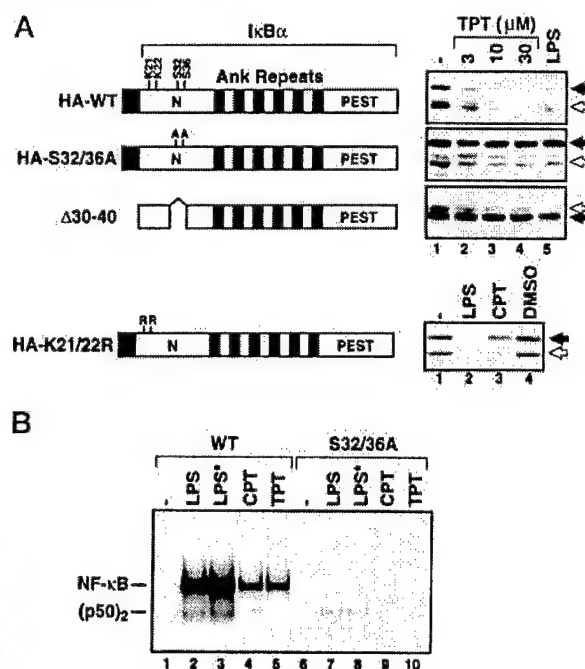 A
IκBα
TPT (μM)
K21
K22
S32
S36
Ank Repeats
- 3 10 30 LPS
HA-WT
N
PEST
A A
HA-S32/36A
N
PEST
Δ30-40
PEST
1 2 3 4 5
- LPS CPT DMSO
RR
HA-K21/22R
N
PEST
1 2 3 4
B
WT S32/36A
- LPS LPS* CPT TPT - LPS LPS* CPT TPT
NF-κB
(p50)2
1 2 3 4 5 6 7 8 9 10